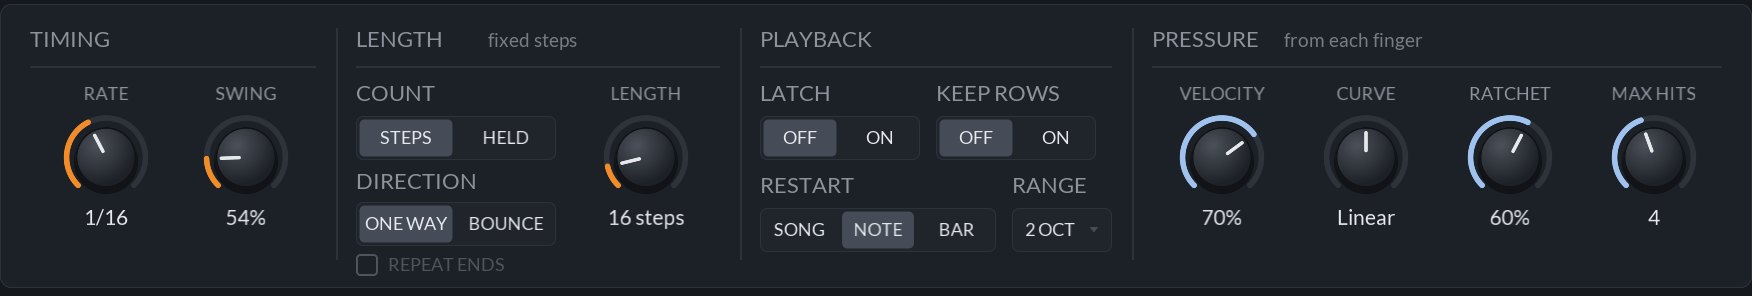 TIMING
RATE SWING
1/16 54%
LENGTH fixed steps
COUNT LENGTH
STEPS HELD
DIRECTION
ONE WAY BOUNCE
16 steps
REPEAT ENDS
PLAYBACK
LATCH KEEP ROWS
OFF ON OFF ON
RESTART RANGE
SONG NOTE BAR 2 OCT
PRESSURE from each finger
VELOCITY CURVE RATCHET MAX HITS
70% Linear 60% 4